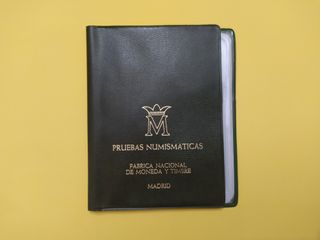 M
PRUEBAS NUMISMATICAS
FABRICA NACIONAL
DE MONEDA Y TIMBRE
MADRID